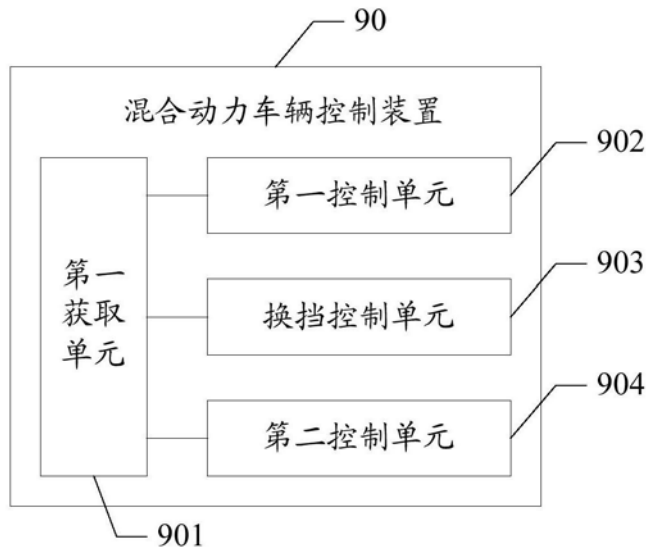 90
混合动力车辆控制装置
902
第一控制单元
第一
获取
单元
903
换挡控制单元
904
第二控制单元
901